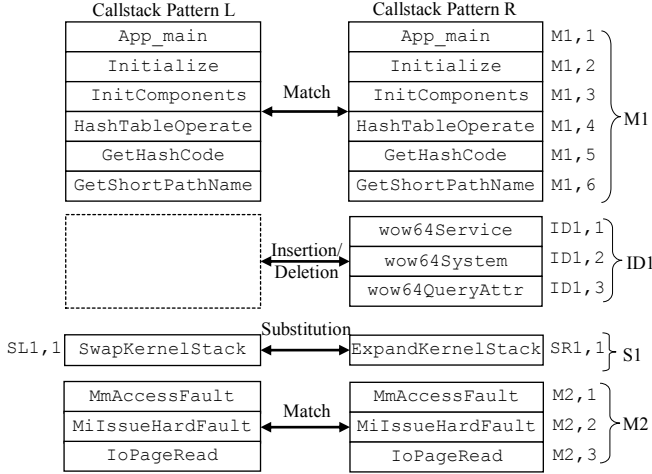 Callstack Pattern L Callstack Pattern R
App_main App_main M1,1
Initialize Initialize M1,2
InitComponents Match InitComponents M1,3
HashTableOperate HashTableOperate M1,4 M1
GetHashCode GetHashCode M1,5
GetShortPathName GetShortPathName M1,6
wow64Service ID1,1
Insertion/
wow64System ID1,2 ID1
Deletion
wow64QueryAttr ID1,3
Substitution
SL1,1 SwapKernelStack ExpandKernelStack SR1,1 S1
MmAccessFault MmAccessFault M2,1
MiIssueHardFault Match MiIssueHardFault M2,2 M2
IoPageRead IoPageRead M2,3